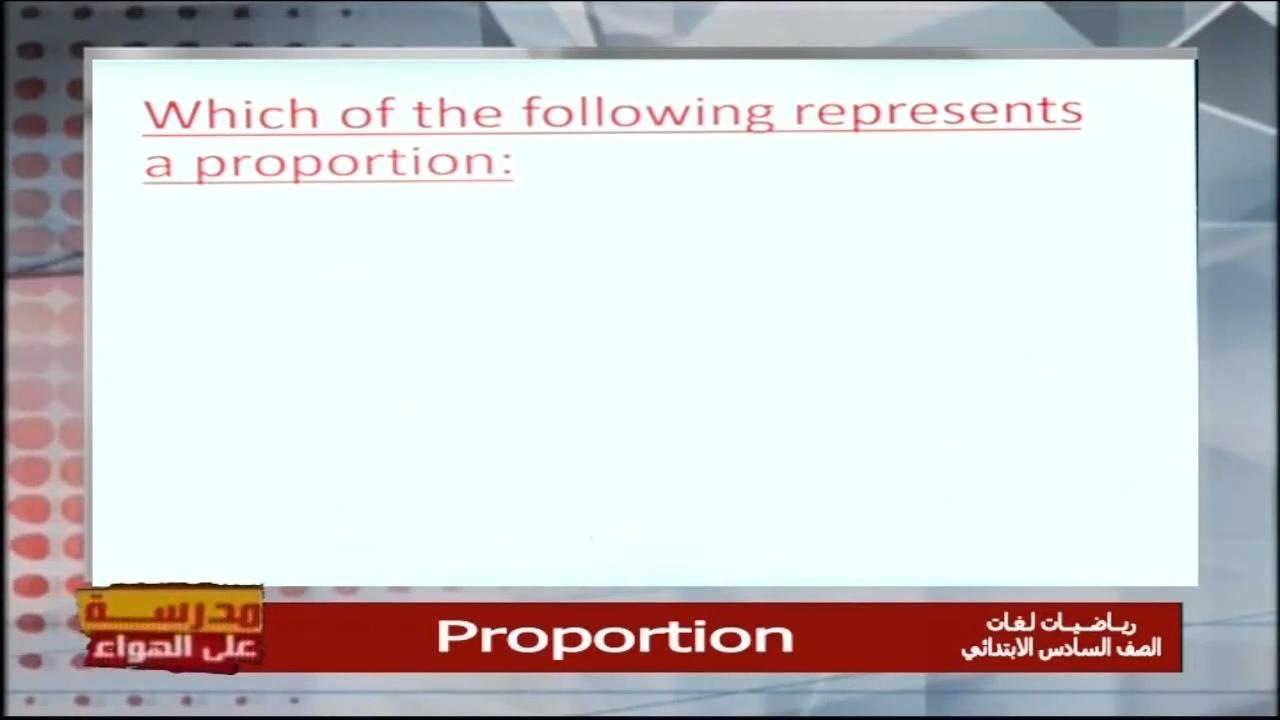 Which of the following represents
a proportion:
مدرسة
على الهواء
Proportion
رياضيات لغات
الصف السادس الابتدائي